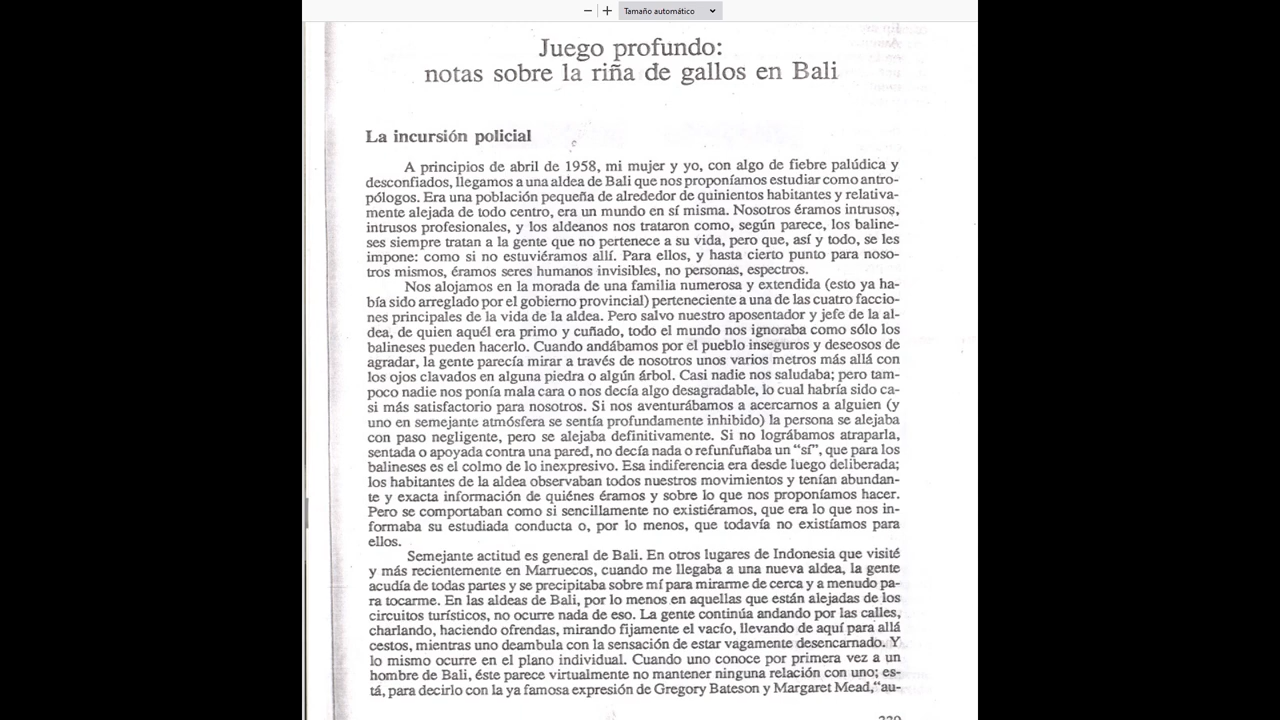 Tamaño automático
Juego profundo:
notas sobre la riña de gallos en Bali
La incursión policial
A principios de abril de 1958, mi mujer y yo, con algo de fiebre palúdica y
desconfiados, llegamos a una aldea de Bali que nos proponíamos estudiar como antro-
pólogos. Era una población pequeña de alrededor de quinientos habitantes y relativa-
mente alejada de todo centro, era un mundo en sí misma. Nosotros éramos intrusos,
intrusos profesionales, y los aldeanos nos trataron como, según parece, los baline-
ses siempre tratan a la gente que no pertenece a su vida, pero que, así y todo, se les
impone: como si no estuviéramos allí. Para ellos, y hasta cierto punto para noso-
tros mismos, éramos seres humanos invisibles, no personas, espectros.
Nos alojamos en la morada de una familia numerosa y extendida (esto ya ha-
bía sido arreglado por el gobierno provincial) perteneciente a una de las cuatro faccio-
nes principales de la vida de la aldea. Pero salvo nuestro aposentador y jefe de la al-
dea, de quien aquél era primo y cuñado, todo el mundo nos ignoraba como sólo los
balineses pueden hacerlo. Cuando andábamos por el pueblo inseguros y deseosos de
agradar, la gente parecía mirar a través de nosotros unos varios metros más allá con
los ojos clavados en alguna piedra o algún árbol. Casi nadie nos saludaba; pero tam-
poco nadie nos ponía mala cara o nos decía algo desagradable, lo cual habría sido ca-
si más satisfactorio para nosotros. Si nos aventurábamos a acercarnos a alguien (y
uno en semejante atmósfera se sentía profundamente inhibido) la persona se alejaba
con paso negligente, pero se alejaba definitivamente. Si no lográbamos atraparla,
sentada o apoyada contra una pared, no decía nada o refunfuñaba un "sí", que para los
balineses es el colmo de lo inexpresivo. Esa indiferencia era desde luego deliberada;
los habitantes de la aldea observaban todos nuestros movimientos y tenían abundan-
te y exacta información de quiénes éramos y sobre lo que nos proponíamos hacer.
Pero se comportaban como si sencillamente no existiéramos, que era lo que nos in-
formaba su estudiada conducta o, por lo menos, que todavía no existíamos para
ellos.
Semejante actitud es general de Bali. En otros lugares de Indonesia que visité
y más recientemente en Marruecos, cuando me llegaba a una nueva aldea, la gente
acudía de todas partes y se precipitaba sobre mí para mirarme de cerca y a menudo pa-
ra tocarme. En las aldeas de Bali, por lo menos en aquellas que están alejadas de los
circuitos turísticos, no ocurre nada de eso. La gente continúa andando por las calles,
charlando, haciendo ofrendas, mirando fijamente el vacío, llevando de aquí para allá
cestos, mientras uno deambula con la sensación de estar vagamente desencarnado. Y
lo mismo ocurre en el plano individual. Cuando uno conoce por primera vez a un
hombre de Bali, éste parece virtualmente no mantener ninguna relación con uno; es-
tá, para decirlo con la ya famosa expresión de Gregory Bateson y Margaret Mead, "au-